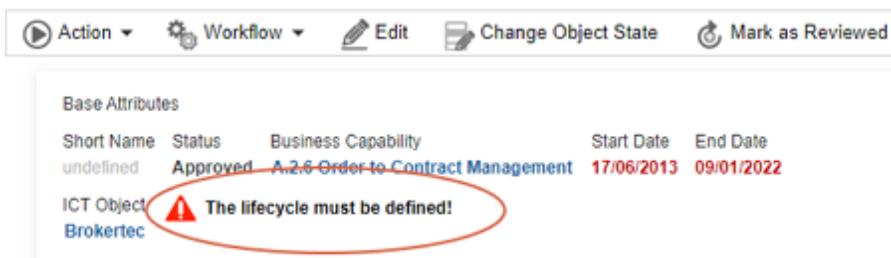 Action Workflow Edit Change Object State Mark as Reviewed
Base Attributes
Short Name Status Business Capability Start Date End Date
undefined Approved A.2.6 Order to Contract Management 17/06/2013 09/01/2022
ICT Object The lifecycle must be defined!
Brokertec